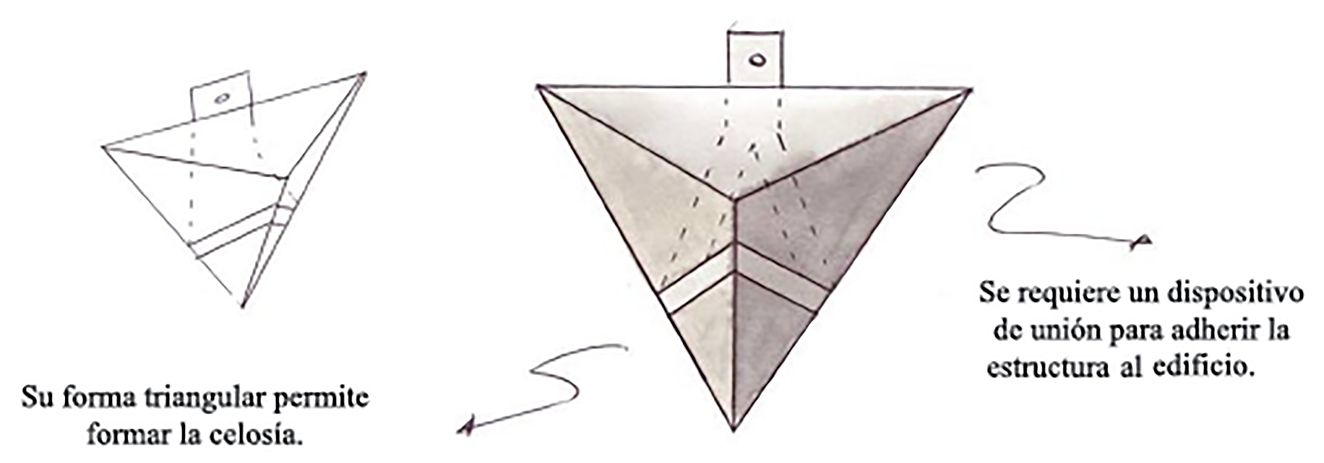 Su forma triangular permite
formar la celosía.
Se requiere un dispositivo
de unión para adherir la
estructura al edificio.